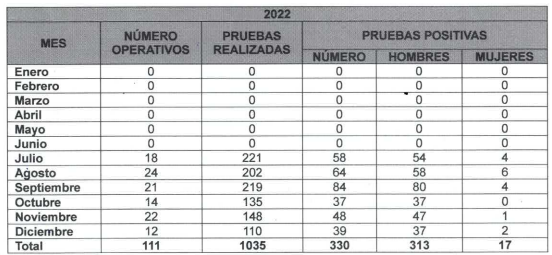 2022
MES NÚMERO OPERATIVOS PRUEBAS REALIZADAS PRUEBAS POSITIVAS
NÚMERO HOMBRES MUJERES
Enero 0 0 0 0 0
Febrero 0 0 0 0 0
Marzo 0 0 0 0 0
Abril 0 0 0 0 0
Mayo 0 0 0 0 0
Junio 0 0 0 0 0
Julio 18 221 58 54 4
Agosto 24 202 64 58 6
Septiembre 21 219 84 80 4
Octubre 14 135 37 37 0
Noviembre 22 148 48 47 1
Diciembre 12 110 39 37 2
Total 111 1035 330 313 17